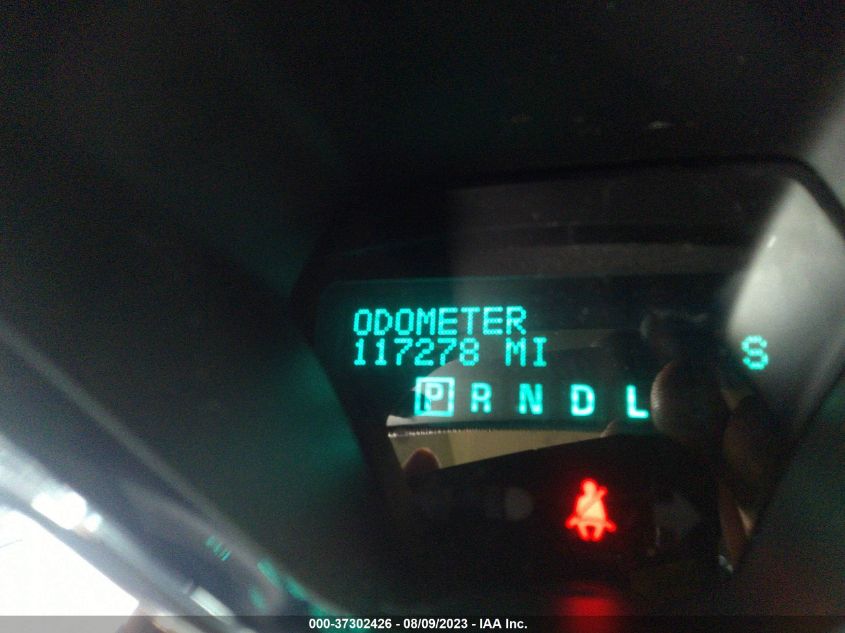 ODOMETER
117278 MI S
P R N D L
000-37302426 - 08/09/2023 - IAA Inc.